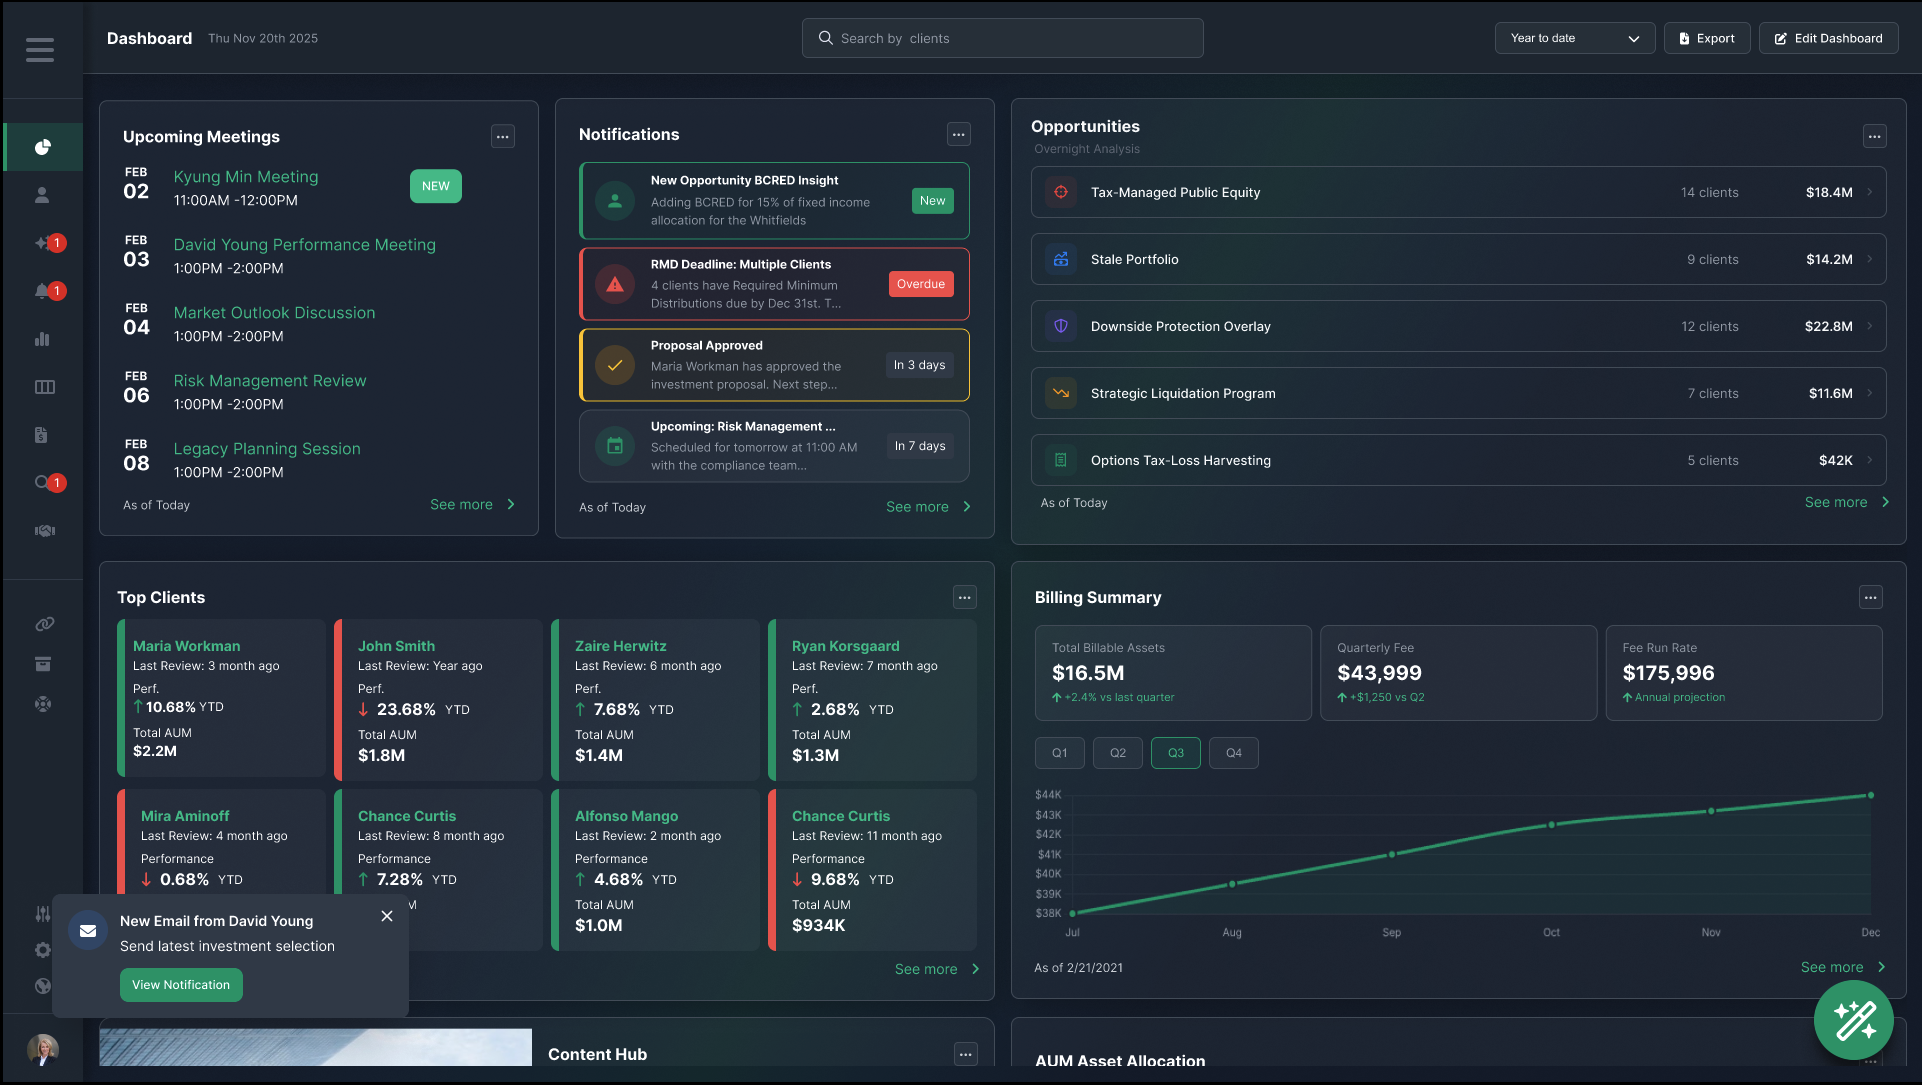 Dashboard
Thu Nov 20th 2025
Search by clients
Year to date
Export
Edit Dashboard
1
1
1
Upcoming Meetings
FEB
02
Kyung Min Meeting
11:00AM -12:00PM
NEW
FEB
03
David Young Performance Meeting
1:00PM -2:00PM
FEB
04
Market Outlook Discussion
1:00PM -2:00PM
FEB
06
Risk Management Review
1:00PM -2:00PM
FEB
08
Legacy Planning Session
1:00PM -2:00PM
As of Today
See more
Notifications
New Opportunity BCRED Insight
Adding BCRED for 15% of fixed income
allocation for the Whitfields
New
RMD Deadline: Multiple Clients
4 clients have Required Minimum
Distributions due by Dec 31st. T...
Overdue
Proposal Approved
Maria Workman has approved the
investment proposal. Next step...
In 3 days
Upcoming: Risk Management ...
Scheduled for tomorrow at 11:00 AM
with the compliance team...
In 7 days
As of Today
See more
Opportunities
Overnight Analysis
Tax-Managed Public Equity
14 clients
$18.4M
Stale Portfolio
9 clients
$14.2M
Downside Protection Overlay
12 clients
$22.8M
Strategic Liquidation Program
7 clients
$11.6M
Options Tax-Loss Harvesting
5 clients
$42K
As of Today
See more
Top Clients
Maria Workman
Last Review: 3 month ago
Perf.
10.68% YTD
Total AUM
$2.2M
John Smith
Last Review: Year ago
Perf.
23.68% YTD
Total AUM
$1.8M
Zaire Herwitz
Last Review: 6 month ago
Perf.
7.68% YTD
Total AUM
$1.4M
Ryan Korsgaard
Last Review: 7 month ago
Perf.
2.68% YTD
Total AUM
$1.3M
Mira Aminoff
Last Review: 4 month ago
Performance
0.68% YTD
Chance Curtis
Last Review: 8 month ago
Performance
7.28% YTD
M
Alfonso Mango
Last Review: 2 month ago
Performance
4.68% YTD
Total AUM
$1.0M
Chance Curtis
Last Review: 11 month ago
Performance
9.68% YTD
Total AUM
$934K
See more
New Email from David Young
Send latest investment selection
View Notification
Billing Summary
Total Billable Assets
$16.5M
+2.4% vs last quarter
Quarterly Fee
$43,999
+$1,250 vs Q2
Fee Run Rate
$175,996
Annual projection
Q1
Q2
Q3
Q4
$44K
$43K
$42K
$41K
$40K
$39K
$38K
Jul
Aug
Sep
Oct
Nov
Dec
As of 2/21/2021
See more
Content Hub
AUM Asset Allocation